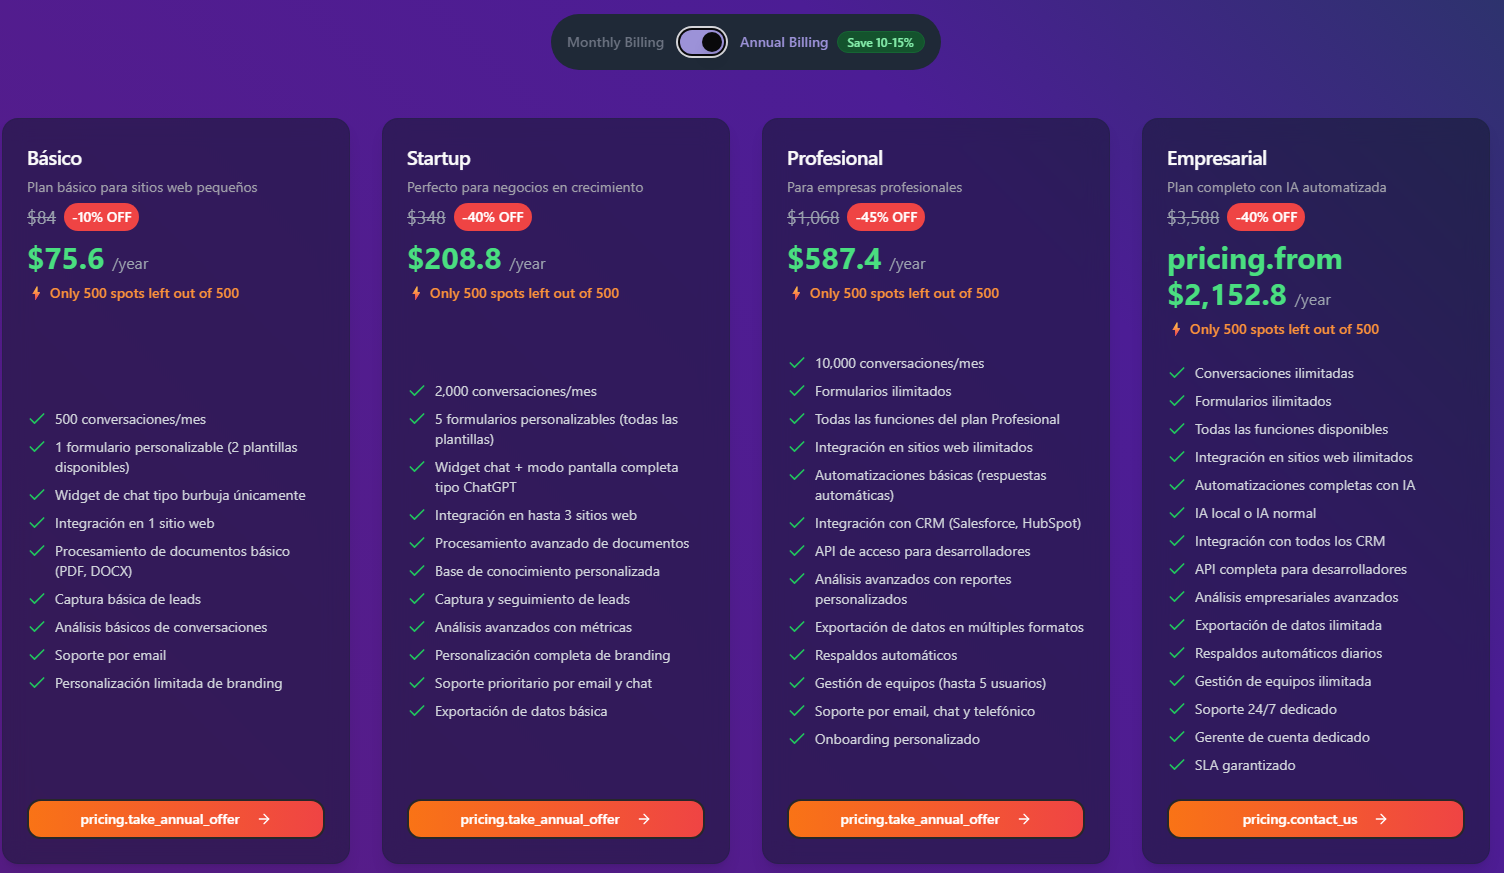 Monthly Billing Annual Billing Save 10-15%
Básico
Plan básico para sitios web pequeños
$84 -10% OFF
$75.6 /year
Only 500 spots left out of 500
500 conversaciones/mes
1 formulario personalizable (2 plantillas
disponibles)
Widget de chat tipo burbuja únicamente
Integración en 1 sitio web
Procesamiento de documentos básico
(PDF, DOCX)
Captura básica de leads
Análisis básicos de conversaciones
Soporte por email
Personalización limitada de branding
pricing.take_annual_offer
Startup
Perfecto para negocios en crecimiento
$348 -40% OFF
$208.8 /year
Only 500 spots left out of 500
2,000 conversaciones/mes
5 formularios personalizables (todas las
plantillas)
Widget chat + modo pantalla completa
tipo ChatGPT
Integración en hasta 3 sitios web
Procesamiento avanzado de documentos
Base de conocimiento personalizada
Captura y seguimiento de leads
Análisis avanzados con métricas
Personalización completa de branding
Soporte prioritario por email y chat
Exportación de datos básica
pricing.take_annual_offer
Profesional
Para empresas profesionales
$1,068 -45% OFF
$587.4 /year
Only 500 spots left out of 500
10,000 conversaciones/mes
Formularios ilimitados
Todas las funciones del plan Profesional
Integración en sitios web ilimitados
Automatizaciones básicas (respuestas
automáticas)
Integración con CRM (Salesforce, HubSpot)
API de acceso para desarrolladores
Análisis avanzados con reportes
personalizados
Exportación de datos en múltiples formatos
Respaldos automáticos
Gestión de equipos (hasta 5 usuarios)
Soporte por email, chat y telefónico
Onboarding personalizado
pricing.take_annual_offer
Empresarial
Plan completo con IA automatizada
$3,588 -40% OFF
pricing.from
$2,152.8 /year
Only 500 spots left out of 500
Conversaciones ilimitadas
Formularios ilimitados
Todas las funciones disponibles
Integración en sitios web ilimitados
Automatizaciones completas con IA
IA local o IA normal
Integración con todos los CRM
API completa para desarrolladores
Análisis empresariales avanzados
Exportación de datos ilimitada
Respaldos automáticos diarios
Gestión de equipos ilimitada
Soporte 24/7 dedicado
Gerente de cuenta dedicado
SLA garantizado
pricing.contact_us